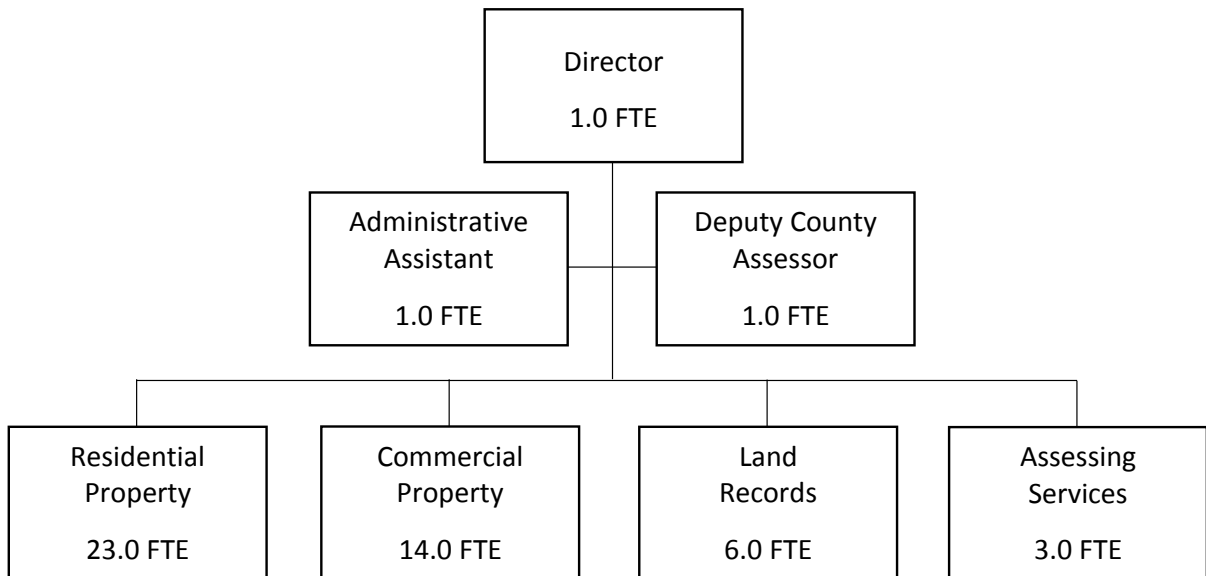 Director
1.0 FTE
Administrative
Assistant
1.0 FTE
Deputy County
Assessor
1.0 FTE
Residential
Property
23.0 FTE
Commercial
Property
14.0 FTE
Land
Records
6.0 FTE
Assessing
Services
3.0 FTE